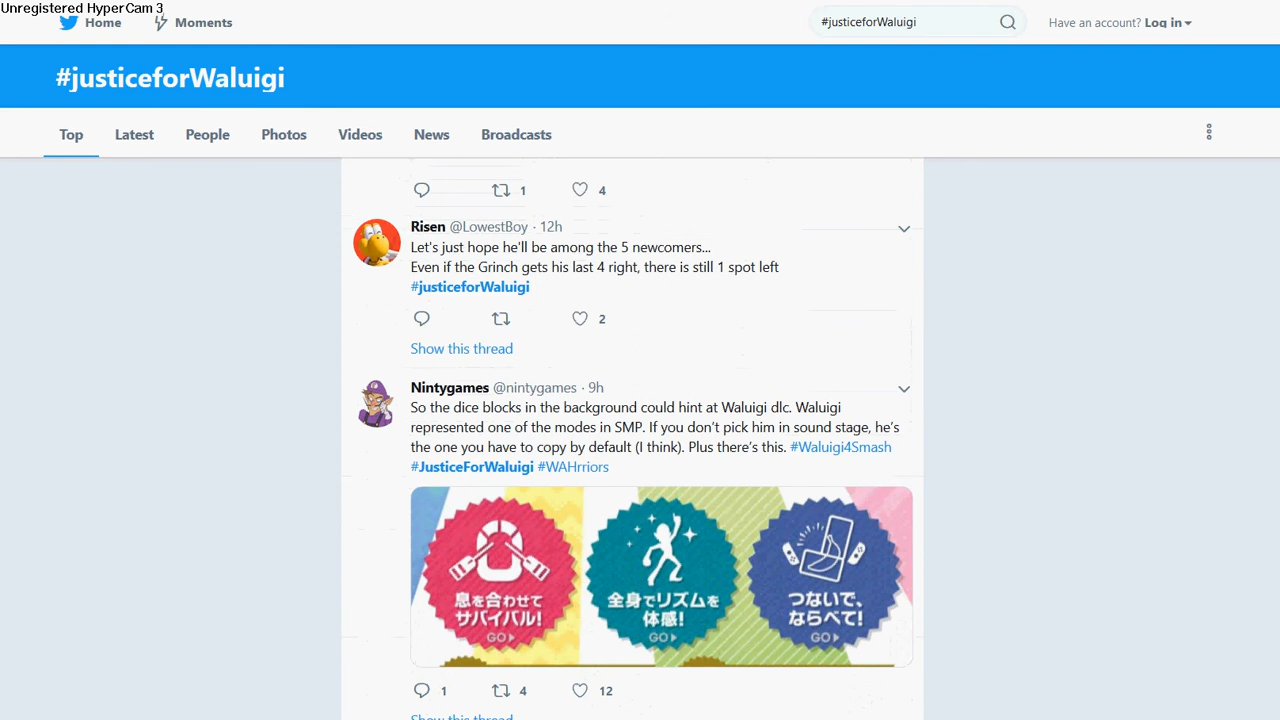 Unregistered HyperCam 3
Home
Moments
#justiceforWaluigi
Have an account? Log in
#justiceforWaluigi
Top
Latest
People
Photos
Videos
News
Broadcasts
1
4
Risen @LowestBoy · 12h
Let's just hope he'll be among the 5 newcomers...
Even if the Grinch gets his last 4 right, there is still 1 spot left
#justiceforWaluigi
2
Show this thread
Nintygames @nintygames · 9h
So the dice blocks in the background could hint at Waluigi dlc. Waluigi
represented one of the modes in SMP. If you don’t pick him in sound stage, he’s
the one you have to copy by default (I think). Plus there’s this. #Waluigi4Smash
#JusticeForWaluigi #WAHrriors
息を合わせて
サバイバル!
GO
全身でリズムを
体感!
GO
つないで、
ならべて!
GO
1
4
12
Show this thread